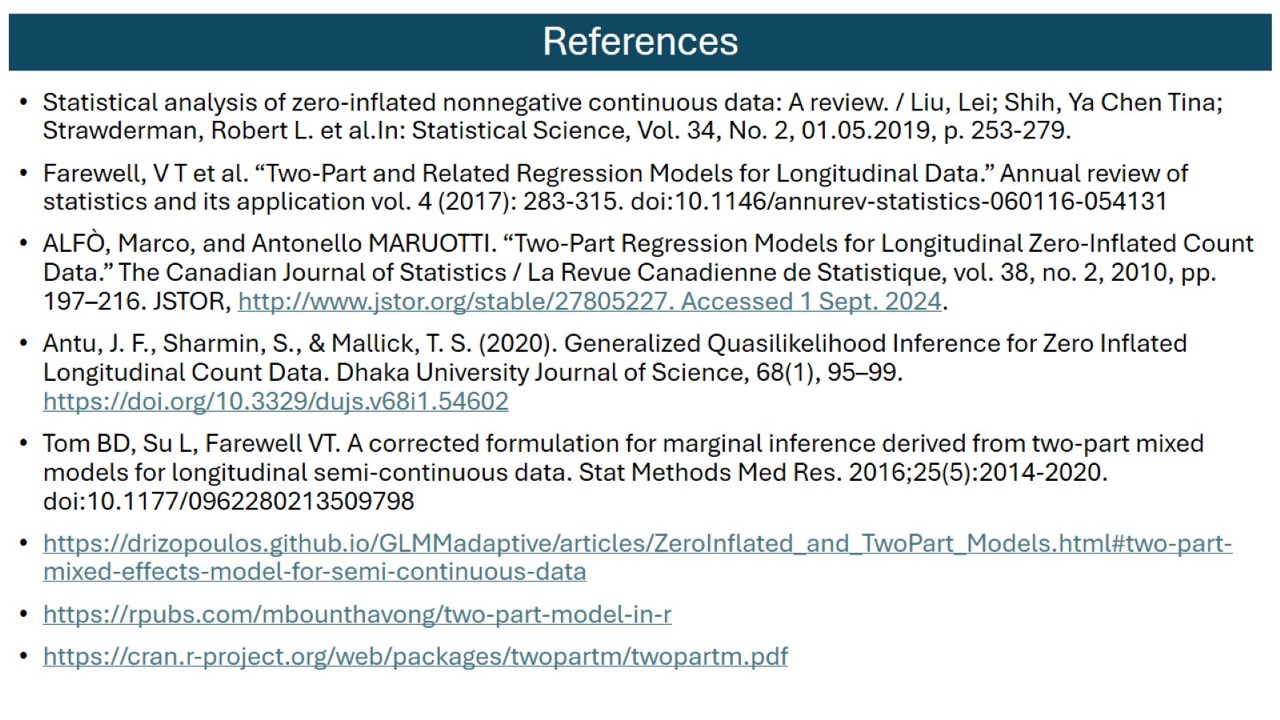 References
• Statistical analysis of zero-inflated nonnegative continuous data: A review. / Liu, Lei; Shih, Ya Chen Tina;
Strawderman, Robert L. et al.In: Statistical Science, Vol. 34, No. 2, 01.05.2019, p. 253-279.
• Farewell, V T et al. “Two-Part and Related Regression Models for Longitudinal Data.” Annual review of
statistics and its application vol. 4 (2017): 283-315. doi:10.1146/annurev-statistics-060116-054131
• ALFÒ, Marco, and Antonello MARUOTTI. “Two-Part Regression Models for Longitudinal Zero-Inflated Count
Data.” The Canadian Journal of Statistics / La Revue Canadienne de Statistique, vol. 38, no. 2, 2010, pp.
197–216. JSTOR, http://www.jstor.org/stable/27805227. Accessed 1 Sept. 2024.
• Antu, J. F., Sharmin, S., & Mallick, T. S. (2020). Generalized Quasilikelihood Inference for Zero Inflated
Longitudinal Count Data. Dhaka University Journal of Science, 68(1), 95–99.
https://doi.org/10.3329/dujs.v68i1.54602
• Tom BD, Su L, Farewell VT. A corrected formulation for marginal inference derived from two-part mixed
models for longitudinal semi-continuous data. Stat Methods Med Res. 2016;25(5):2014-2020.
doi:10.1177/0962280213509798
• https://drizopoulos.github.io/GLMMadaptive/articles/ZeroInflated_and_TwoPart_Models.html#two-part-
mixed-effects-model-for-semi-continuous-data
• https://rpubs.com/mbounthavong/two-part-model-in-r
• https://cran.r-project.org/web/packages/twopartm/twopartm.pdf